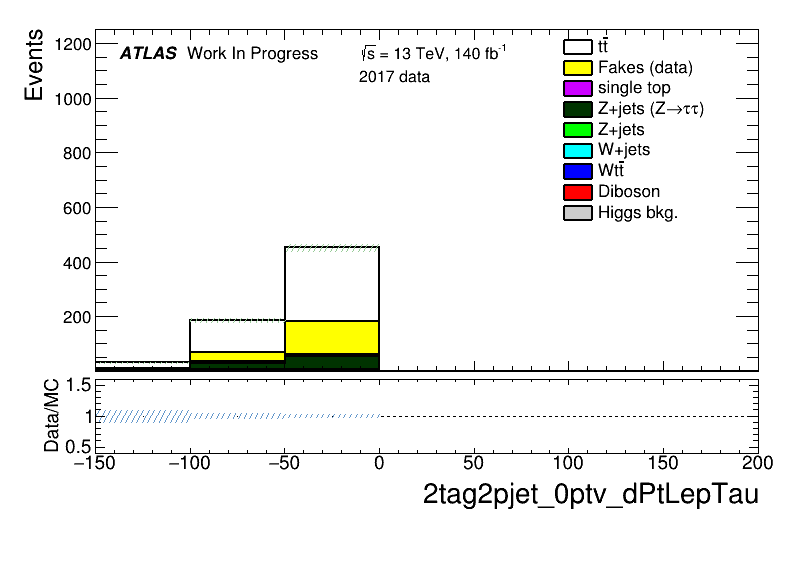 Events
1200
1000
800
600
400
200
ATLAS Work In Progress
√s = 13 TeV, 140 fb⁻¹
2017 data
tt̄
Fakes (data)
single top
Z+jets (Z→ττ)
Z+jets
W+jets
Wtt̄
Diboson
Higgs bkg.
Data/MC
1.5
1
0.5
−150 −100 −50 0 50 100 150 200
2tag2pjet_0ptv_dPtLepTau